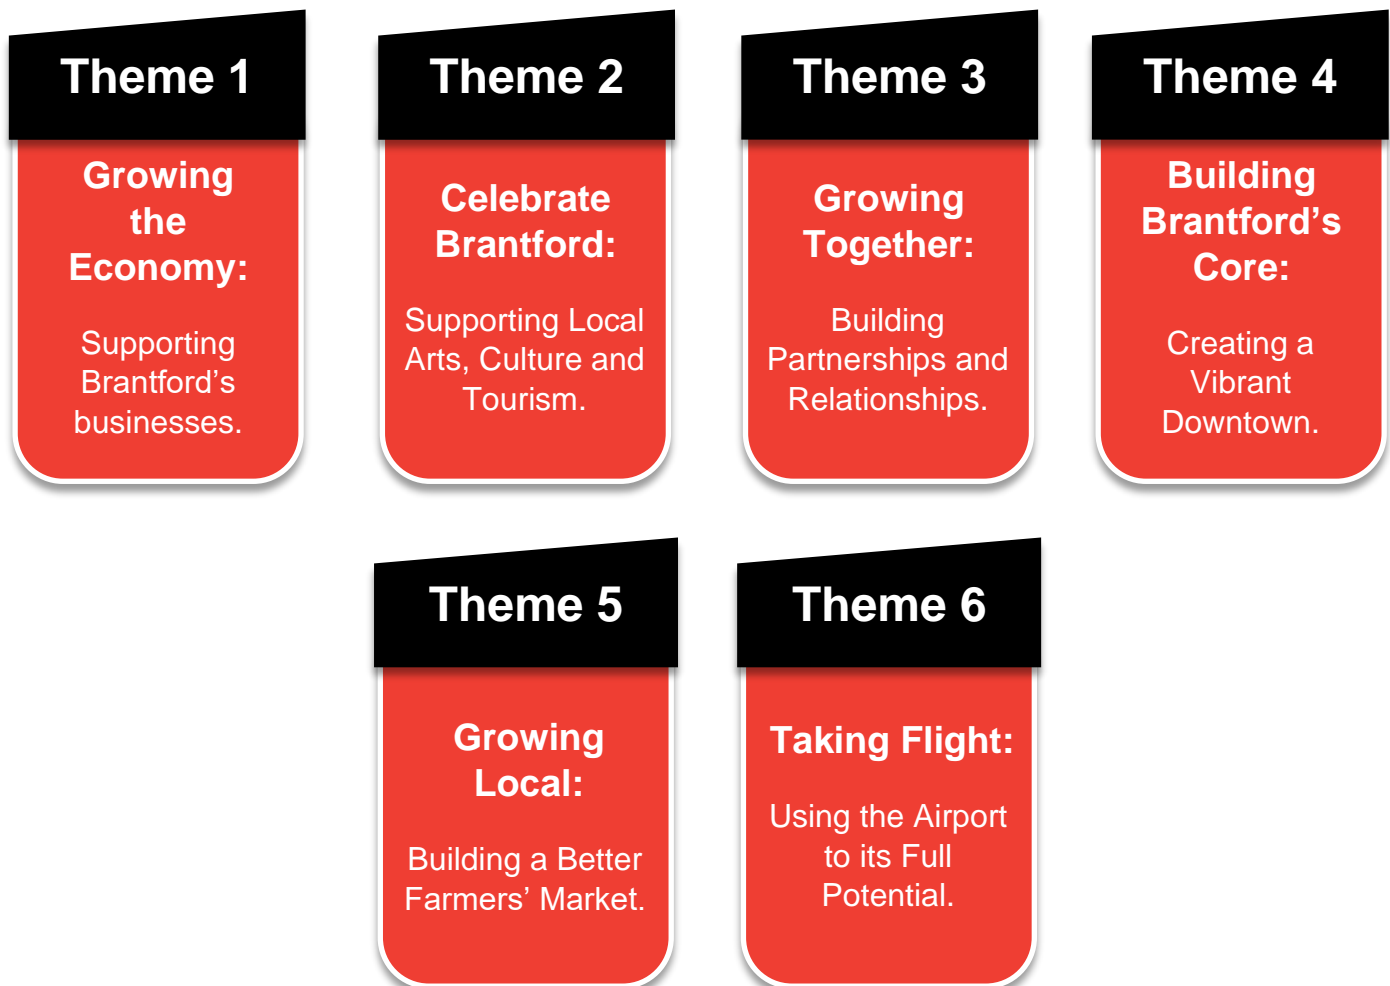 Theme 1
Growing
the
Economy:
Supporting
Brantford’s
businesses.
Theme 2
Celebrate
Brantford:
Supporting Local
Arts, Culture and
Tourism.
Theme 3
Growing
Together:
Building
Partnerships and
Relationships.
Theme 4
Building
Brantford’s
Core:
Creating a
Vibrant
Downtown.
Theme 5
Growing
Local:
Building a Better
Farmers’ Market.
Theme 6
Taking Flight:
Using the Airport
to its Full
Potential.